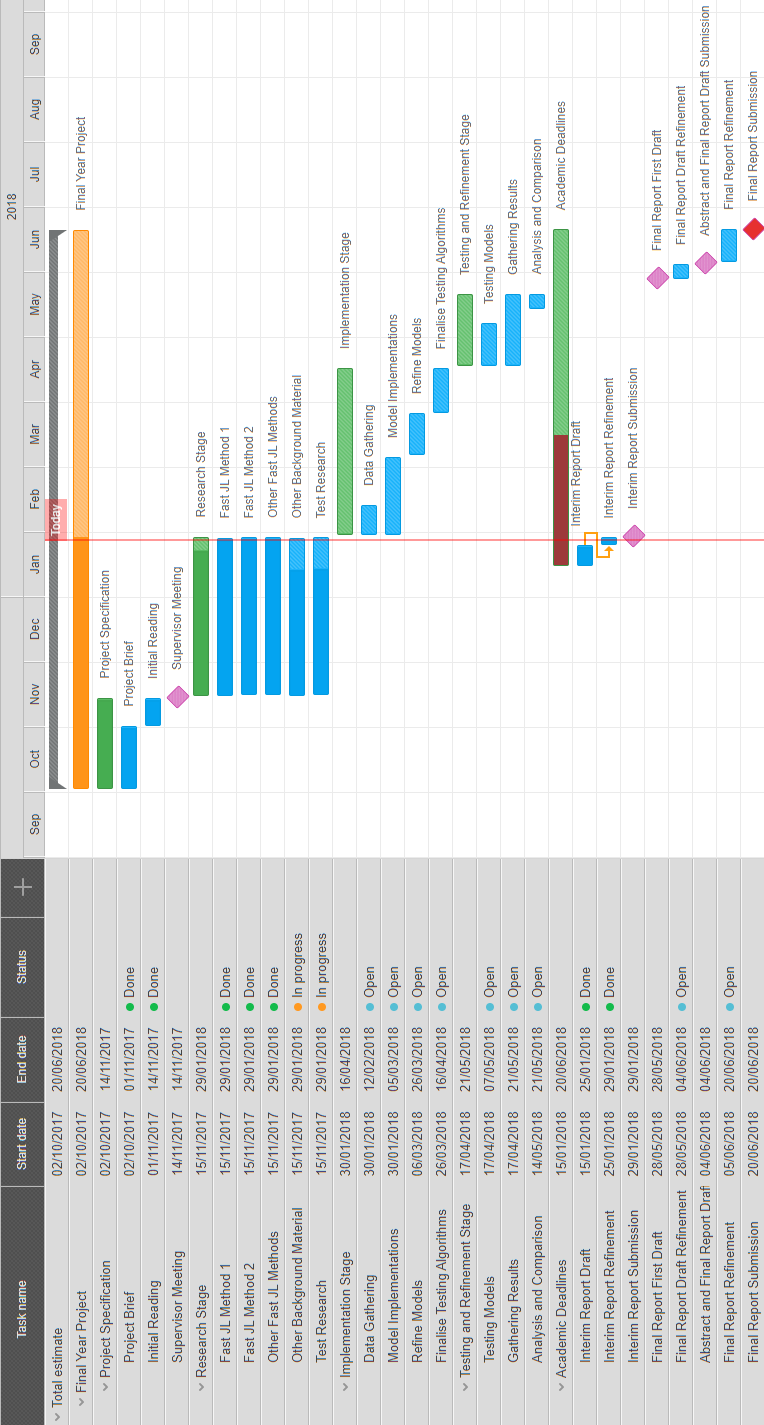 Task name Start date End date Status
2018
Sep Oct Nov Dec Jan Feb Mar Apr May Jun Jul Aug Sep
Today
Total estimate 02/10/2017 20/06/2018
Final Year Project 02/10/2017 20/06/2018 Final Year Project
Project Specification 02/10/2017 14/11/2017 Project Specification
Project Brief 02/10/2017 01/11/2017 Done Project Brief
Initial Reading 01/11/2017 14/11/2017 Done Initial Reading
Supervisor Meeting 14/11/2017 14/11/2017 Supervisor Meeting
Research Stage 15/11/2017 29/01/2018 Research Stage
Fast JL Method 1 15/11/2017 29/01/2018 Done Fast JL Method 1
Fast JL Method 2 15/11/2017 29/01/2018 Done Fast JL Method 2
Other Fast JL Methods 15/11/2017 29/01/2018 Done Other Fast JL Methods
Other Background Material 15/11/2017 29/01/2018 In progress Other Background Material
Test Research 15/11/2017 29/01/2018 In progress Test Research
Implementation Stage 30/01/2018 16/04/2018 Implementation Stage
Data Gathering 30/01/2018 12/02/2018 Open Data Gathering
Model Implementations 30/01/2018 05/03/2018 Open Model Implementations
Refine Models 06/03/2018 26/03/2018 Open Refine Models
Finalise Testing Algorithms 26/03/2018 16/04/2018 Open Finalise Testing Algorithms
Testing and Refinement Stage 17/04/2018 21/05/2018 Testing and Refinement Stage
Testing Models 17/04/2018 07/05/2018 Open Testing Models
Gathering Results 17/04/2018 21/05/2018 Open Gathering Results
Analysis and Comparison 14/05/2018 21/05/2018 Open Analysis and Comparison
Academic Deadlines 15/01/2018 20/06/2018 Academic Deadlines
Interim Report Draft 15/01/2018 25/01/2018 Done Interim Report Draft
Interim Report Refinement 25/01/2018 29/01/2018 Done Interim Report Refinement
Interim Report Submission 29/01/2018 29/01/2018 Interim Report Submission
Final Report First Draft 28/05/2018 28/05/2018 Final Report First Draft
Final Report Draft Refinement 28/05/2018 04/06/2018 Open Final Report Draft Refinement
Abstract and Final Report Draf 04/06/2018 04/06/2018 Abstract and Final Report Draft Submission
Final Report Refinement 05/06/2018 20/06/2018 Open Final Report Refinement
Final Report Submission 20/06/2018 20/06/2018 Final Report Submission